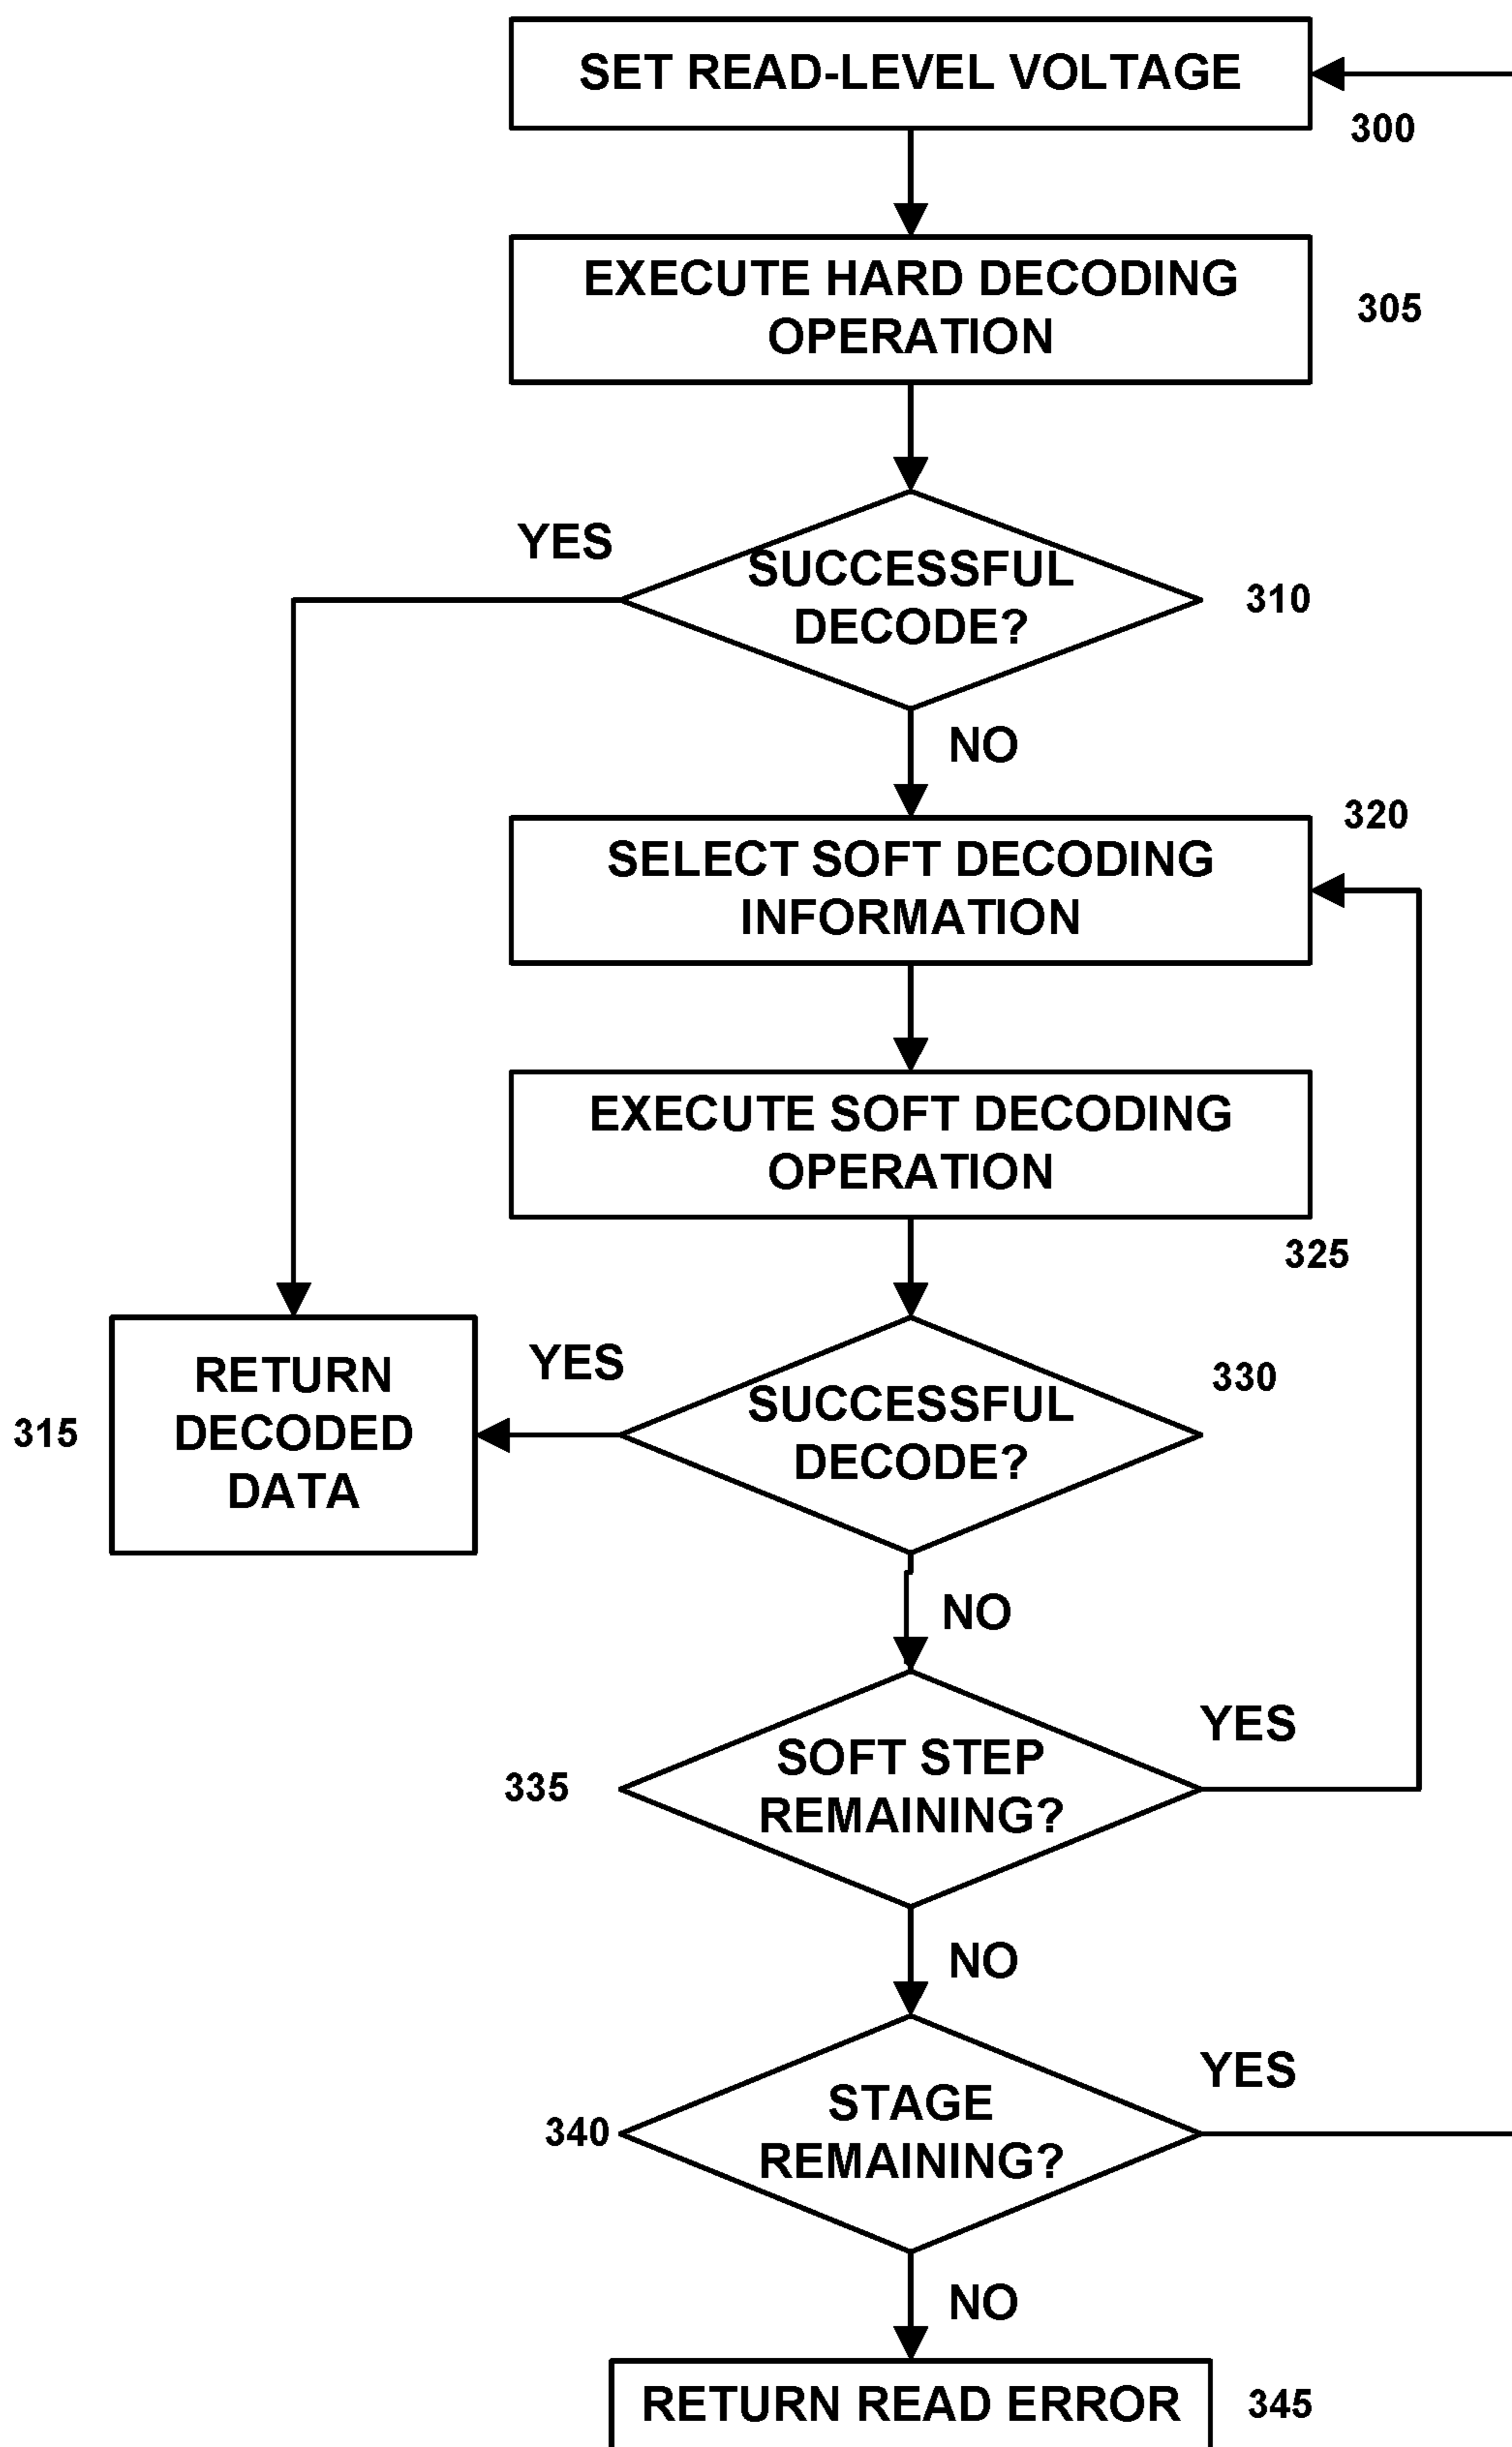 SET READ-LEVEL VOLTAGE
300
EXECUTE HARD DECODING
OPERATION
305
YES
SUCCESSFUL
DECODE?
310
NO
320
SELECT SOFT DECODING
INFORMATION
EXECUTE SOFT DECODING
OPERATION
325
315
RETURN
DECODED
DATA
YES
SUCCESSFUL
DECODE?
330
NO
335
SOFT STEP
REMAINING?
YES
NO
340
STAGE
REMAINING?
YES
NO
RETURN READ ERROR
345